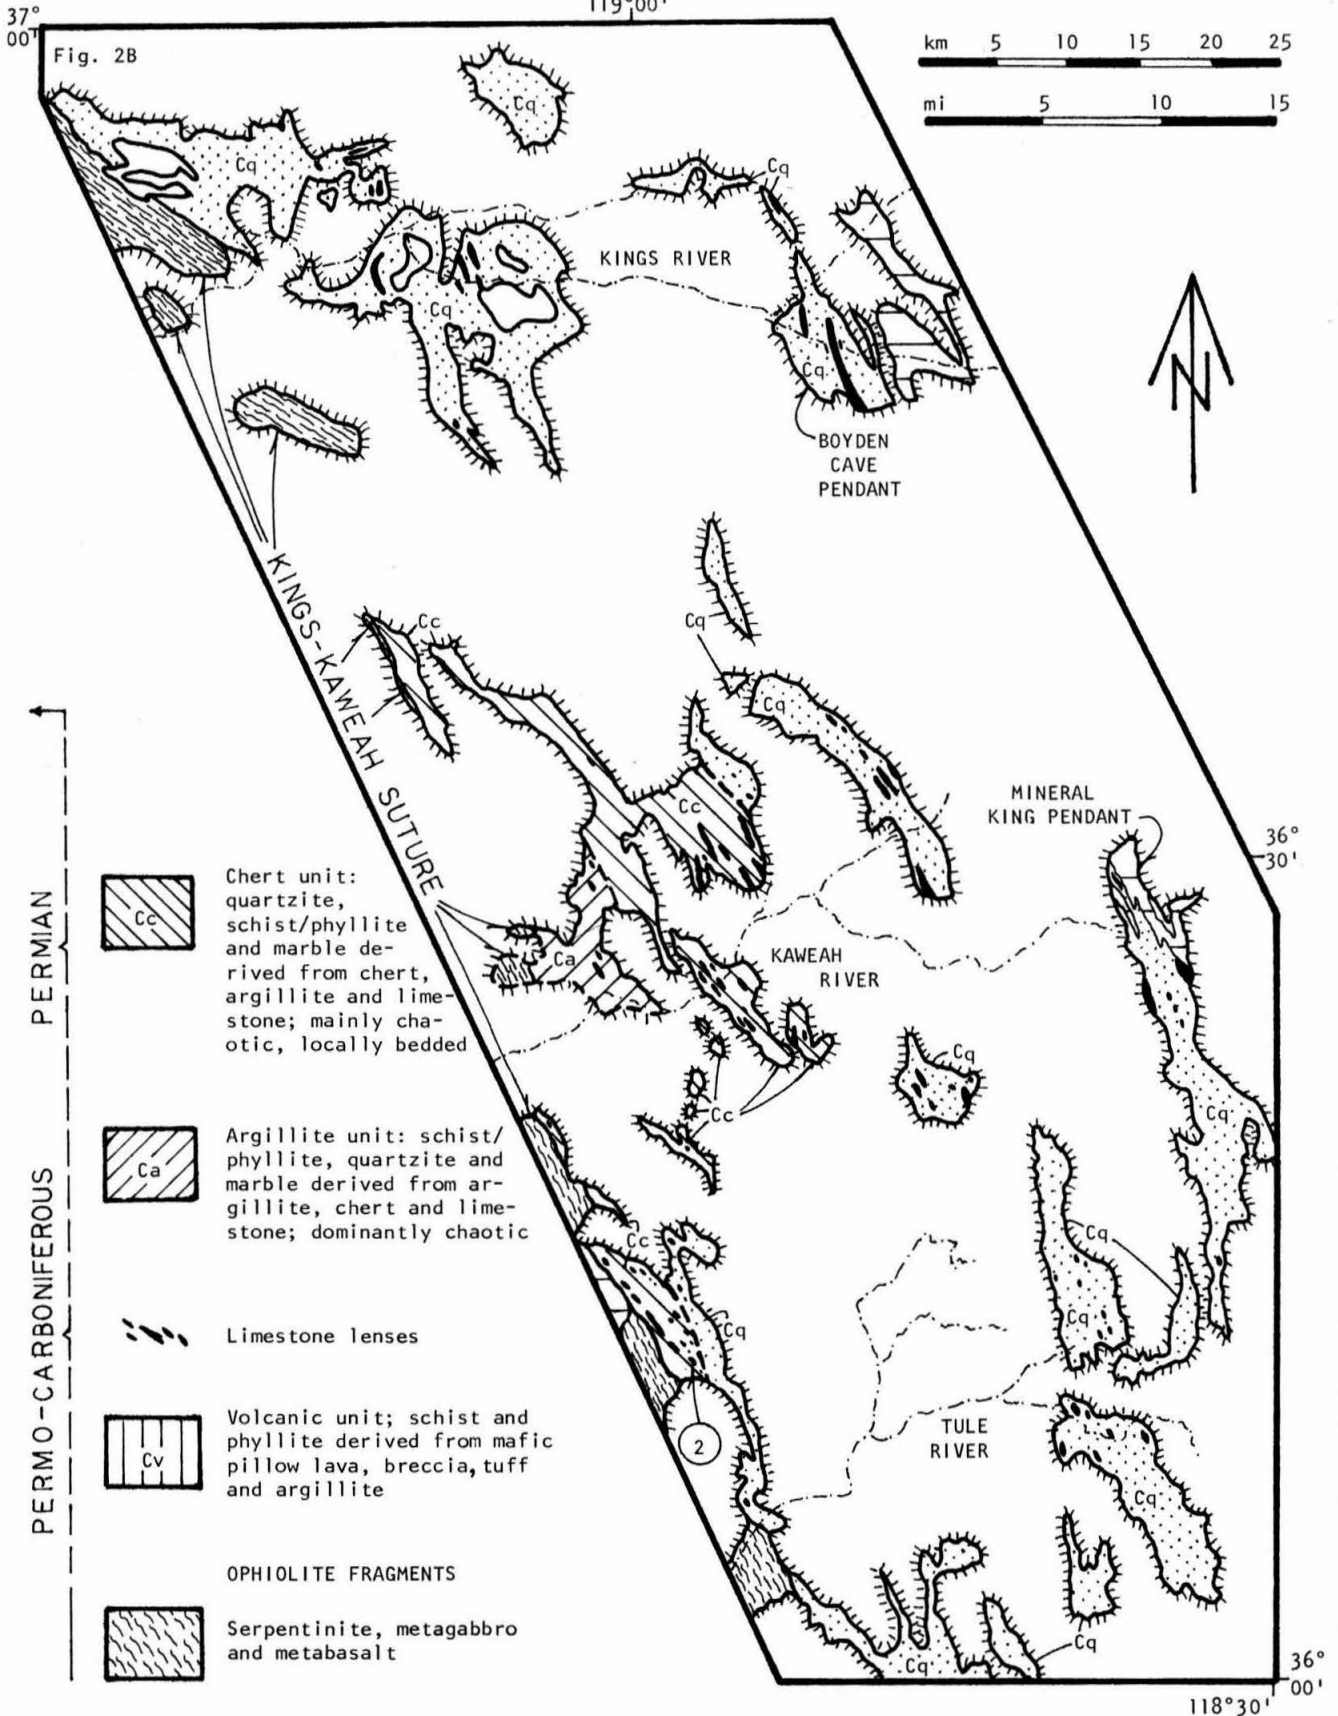 37°
00'
119°00'
Fig. 2B
km 5 10 15 20 25
mi 5 10 15
Cq
Cq
Cq
KINGS RIVER
Cq
Cq
BOYDEN
CAVE
PENDANT
KINGS-KAWEAH SUTURE
Cc
Cq
Cq
Cc
MINERAL
KING PENDANT
36°
30'
Ca
KAWEAH
RIVER
Cq
Cc
Cq
Cc
Cq
Cq
Cq
2
TULE
RIVER
Cq
Cq
Cq
36°
00'
118°30'
PERMIAN
PERMO-CARBONIFEROUS
Cc
Chert unit:
quartzite,
schist/phyllite
and marble de-
rived from chert,
argillite and lime-
stone; mainly cha-
otic, locally bedded
Ca
Argillite unit: schist/
phyllite, quartzite and
marble derived from ar-
gillite, chert and lime-
stone; dominantly chaotic
Limestone lenses
Cv
Volcanic unit; schist and
phyllite derived from mafic
pillow lava, breccia, tuff
and argillite
OPHIOLITE FRAGMENTS
Serpentinite, metagabbro
and metabasalt
N